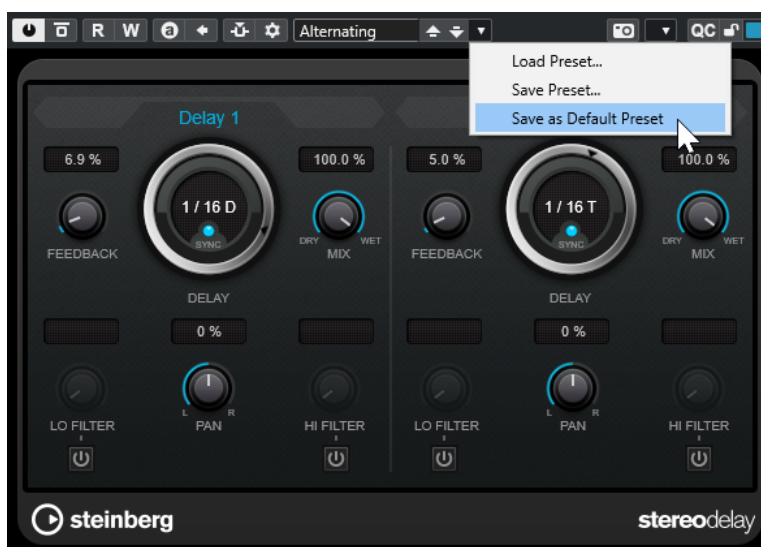 R W a Alternating QC
Load Preset...
Save Preset...
Save as Default Preset
Delay 1
6.9 % 100.0 % 5.0 % 100.0 %
1 / 16 D 1 / 16 T
SYNC SYNC
DRY WET DRY WET
FEEDBACK MIX FEEDBACK MIX
DELAY DELAY
0 % 0 %
L R L R
LO FILTER PAN HI FILTER LO FILTER PAN HI FILTER
steinberg stereodelay